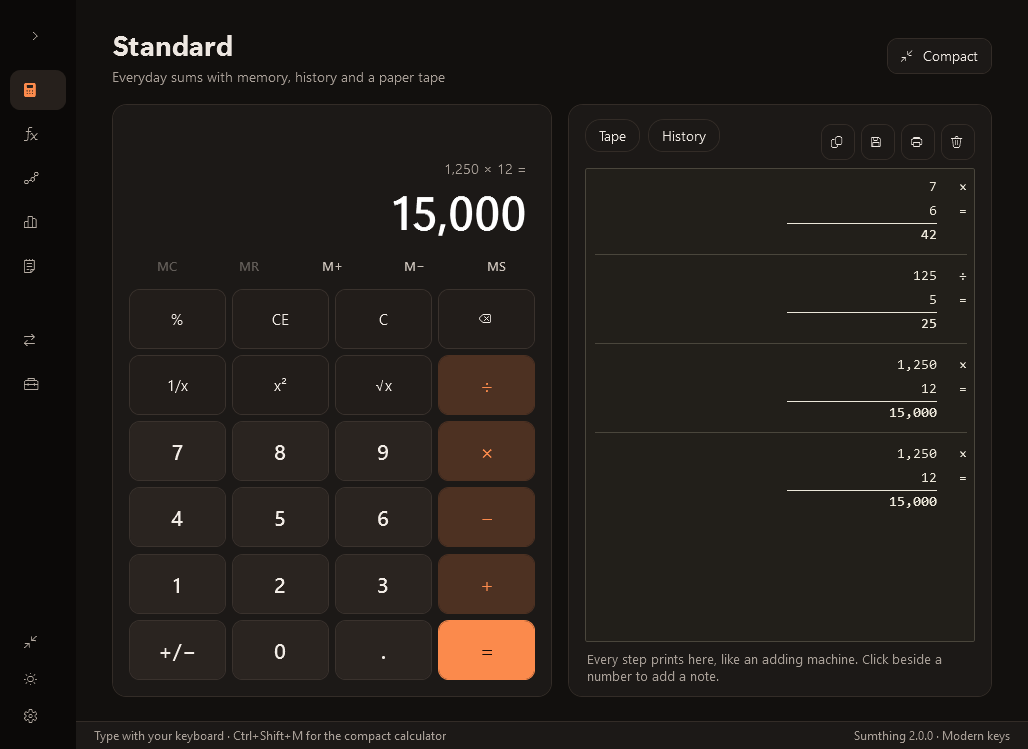 Standard
Everyday sums with memory, history and a paper tape
Compact
1,250 × 12 =
15,000
MC MR M+ M− MS
% CE C
1/x x² √x ÷
7 8 9 ×
4 5 6 −
1 2 3 +
+/− 0 . =
Tape History
7 ×
6 =
42
125 ÷
5 =
25
1,250 ×
12 =
15,000
1,250 ×
12 =
15,000
Every step prints here, like an adding machine. Click beside a
number to add a note.
Type with your keyboard · Ctrl+Shift+M for the compact calculator
Sumthing 2.0.0 · Modern keys